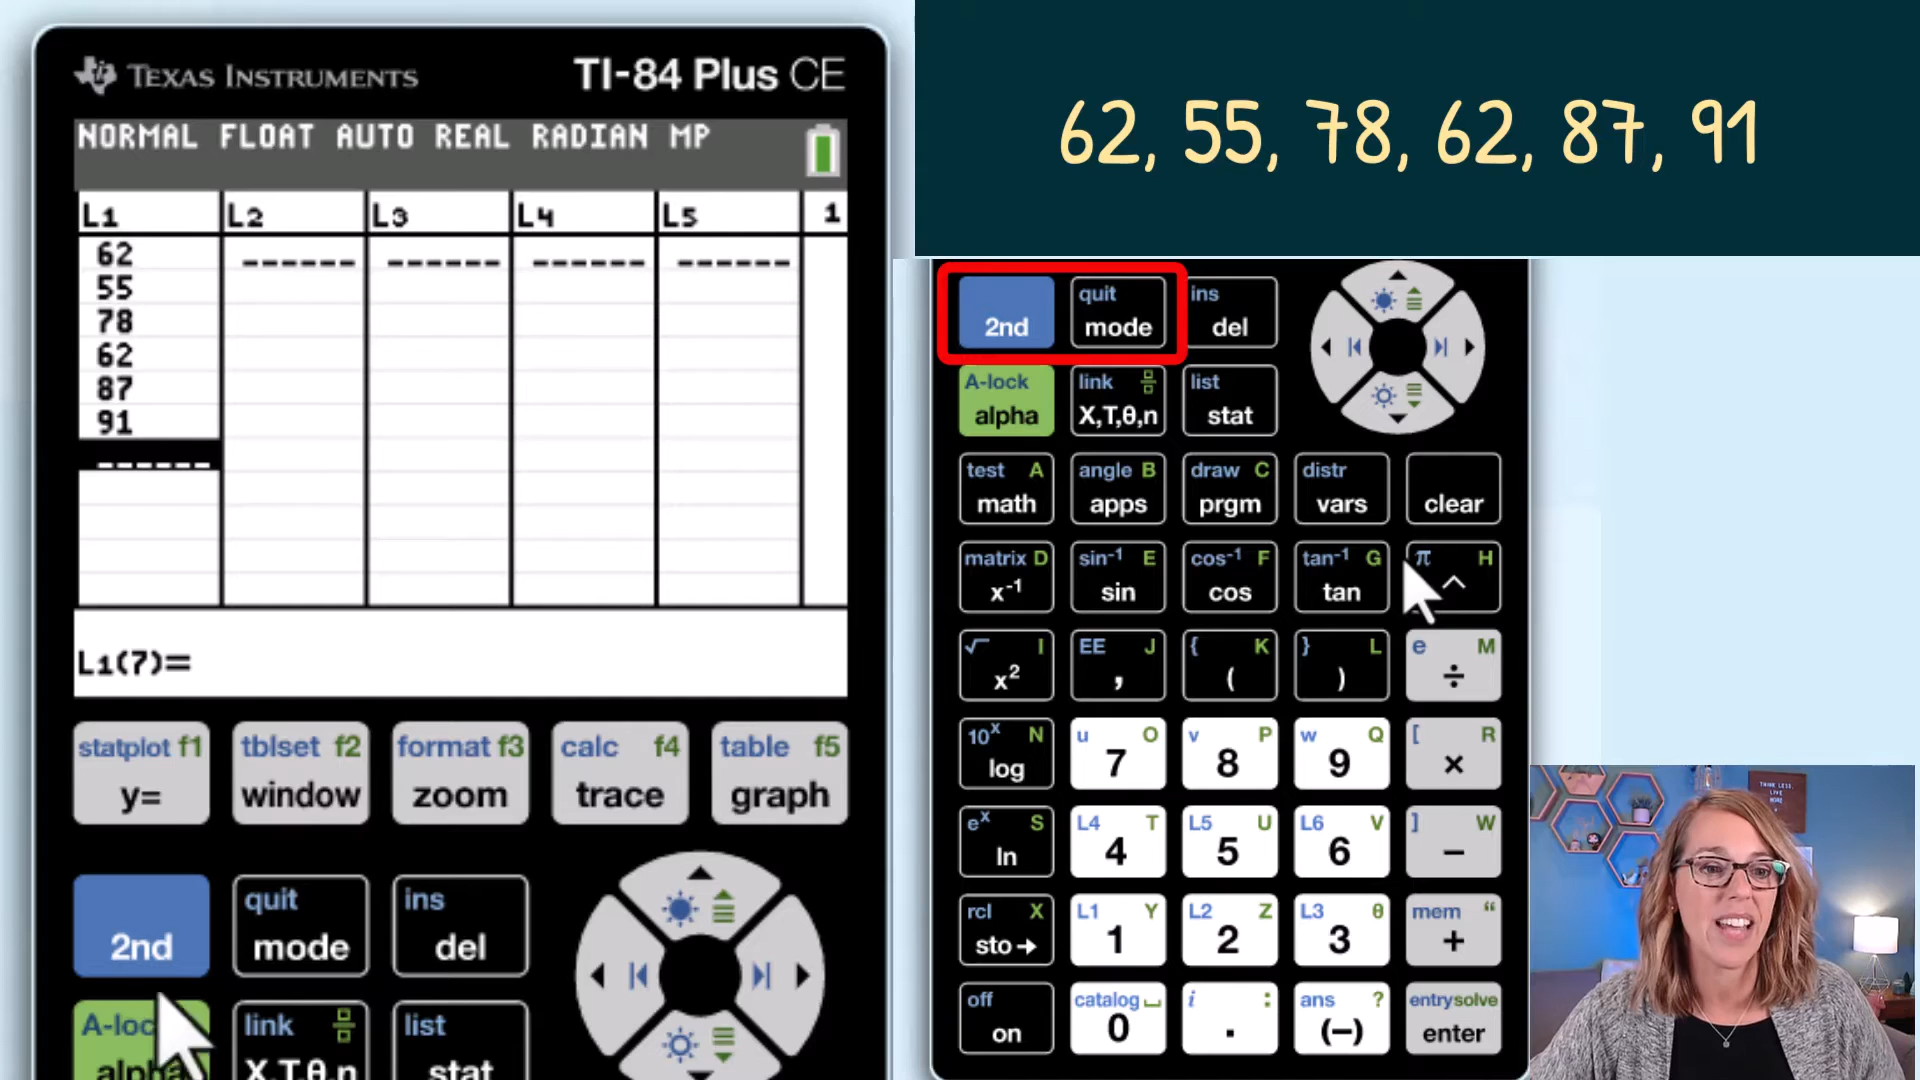 TEXAS INSTRUMENTS TI-84 Plus CE
NORMAL FLOAT AUTO REAL RADIAN MP
L1 L2 L3 L4 L5 1
62 ------ ------ ------ ------
55
78
62
87
91
------
L1(7)=
statplot f1 tblset f2 format f3 calc f4 table f5
y= window zoom trace graph
quit ins
2nd mode del
A-loc link list
alpha X,T,θ,n stat
62, 55, 78, 62, 87, 91
quit ins
2nd mode del
A-lock link list
alpha X,T,θ,n stat
test A angle B draw C distr
math apps prgm vars clear
matrix D sin⁻¹ E cos⁻¹ F tan⁻¹ G π H
x⁻¹ sin cos tan ^
√ I EE J { K } L e M
x² , ( ) ÷
10ˣ N u O v P w Q [ R
log 7 8 9 ×
eˣ S L4 T L5 U L6 V ] W
ln 4 5 6 −
rcl X L1 Y L2 Z L3 θ mem “
sto→ 1 2 3 +
off catalog i : ans ? entry solve
on 0 . (−) enter
THINK LESS,
LIVE
MORE